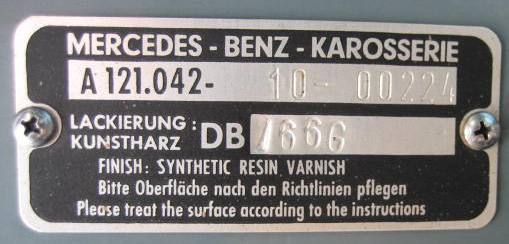 MERCEDES - BENZ - KAROSSERIE
A 121.042- 10-00224
LACKIERUNG :
KUNSTHARZ DB 166G
FINISH: SYNTHETIC RESIN VARNISH
Bitte Oberfläche nach den Richtlinien pflegen
Please treat the surface according to the instructions